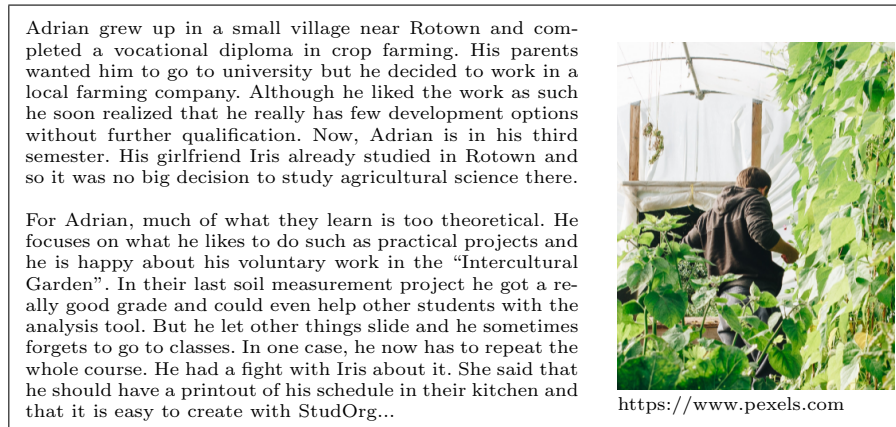 Adrian grew up in a small village near Rotown and com-
pleted a vocational diploma in crop farming. His parents
wanted him to go to university but he decided to work in a
local farming company. Although he liked the work as such
he soon realized that he really has few development options
without further qualification. Now, Adrian is in his third
semester. His girlfriend Iris already studied in Rotown and
so it was no big decision to study agricultural science there.
For Adrian, much of what they learn is too theoretical. He
focuses on what he likes to do such as practical projects and
he is happy about his voluntary work in the “Intercultural
Garden”. In their last soil measurement project he got a re-
ally good grade and could even help other students with the
analysis tool. But he let other things slide and he sometimes
forgets to go to classes. In one case, he now has to repeat the
whole course. He had a fight with Iris about it. She said that
he should have a printout of his schedule in their kitchen and
that it is easy to create with StudOrg...
https://www.pexels.com